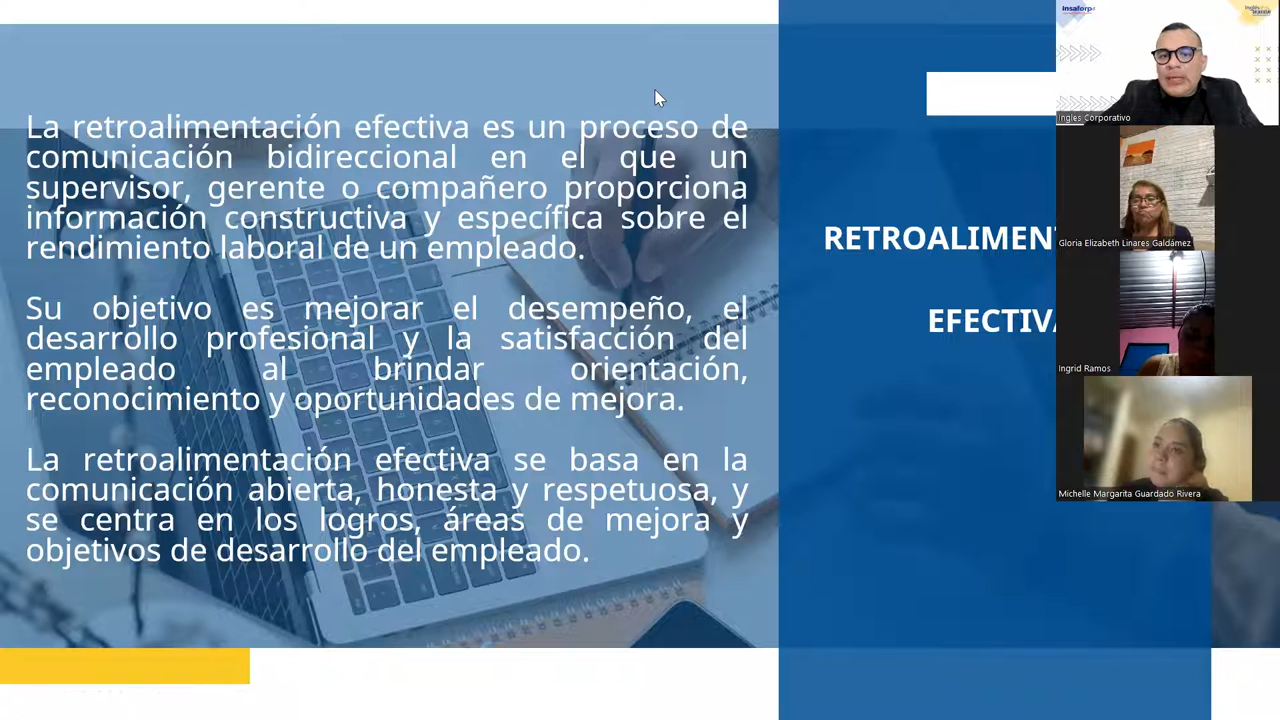 La retroalimentación efectiva es un proceso de
comunicación bidireccional en el que un
supervisor, gerente o compañero proporciona
información constructiva y específica sobre el
rendimiento laboral de un empleado.
Su objetivo es mejorar el desempeño, el
desarrollo profesional y la satisfacción del
empleado al brindar orientación,
reconocimiento y oportunidades de mejora.
La retroalimentación efectiva se basa en la
comunicación abierta, honesta y respetuosa, y
se centra en los logros, áreas de mejora y
objetivos de desarrollo del empleado.
RETROALIMEN
EFECTIVA
insaforp
Ingles Corporativo
Gloria Elizabeth Linares Galdámez
Ingrid Ramos
Michelle Margarita Guardado Rivera